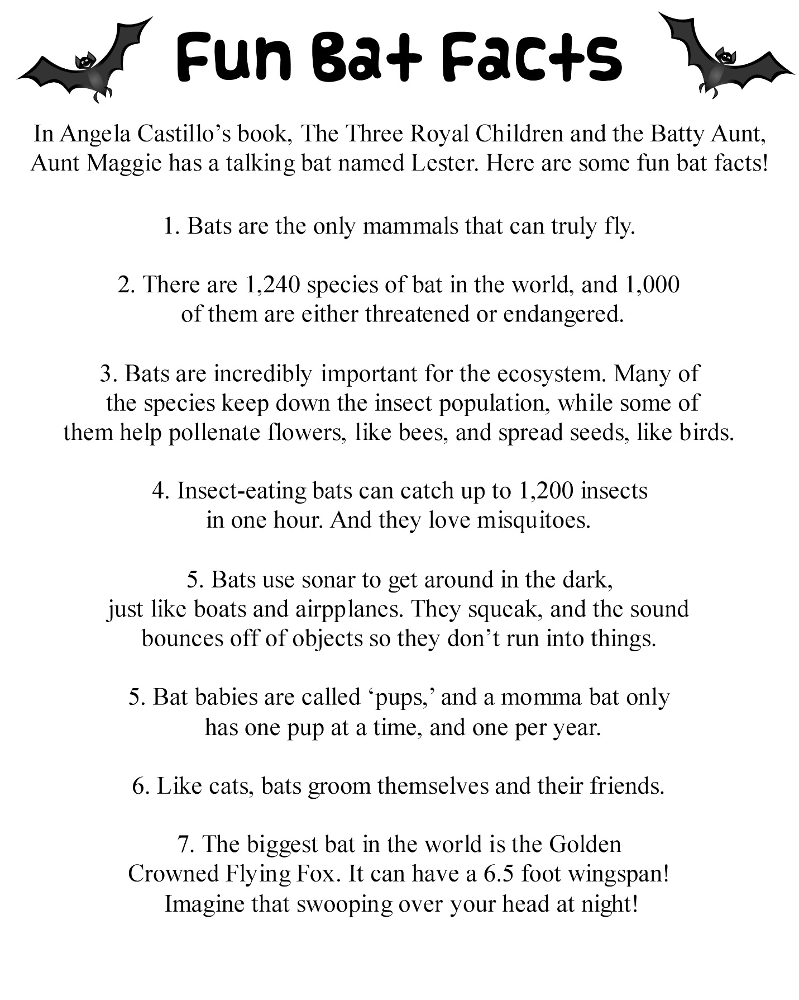 Fun Bat Facts
In Angela Castillo’s book, The Three Royal Children and the Batty Aunt,
Aunt Maggie has a talking bat named Lester. Here are some fun bat facts!
1. Bats are the only mammals that can truly fly.
2. There are 1,240 species of bat in the world, and 1,000
of them are either threatened or endangered.
3. Bats are incredibly important for the ecosystem. Many of
the species keep down the insect population, while some of
them help pollenate flowers, like bees, and spread seeds, like birds.
4. Insect-eating bats can catch up to 1,200 insects
in one hour. And they love misquitoes.
5. Bats use sonar to get around in the dark,
just like boats and airpplanes. They squeak, and the sound
bounces off of objects so they don’t run into things.
5. Bat babies are called ‘pups,’ and a momma bat only
has one pup at a time, and one per year.
6. Like cats, bats groom themselves and their friends.
7. The biggest bat in the world is the Golden
Crowned Flying Fox. It can have a 6.5 foot wingspan!
Imagine that swooping over your head at night!